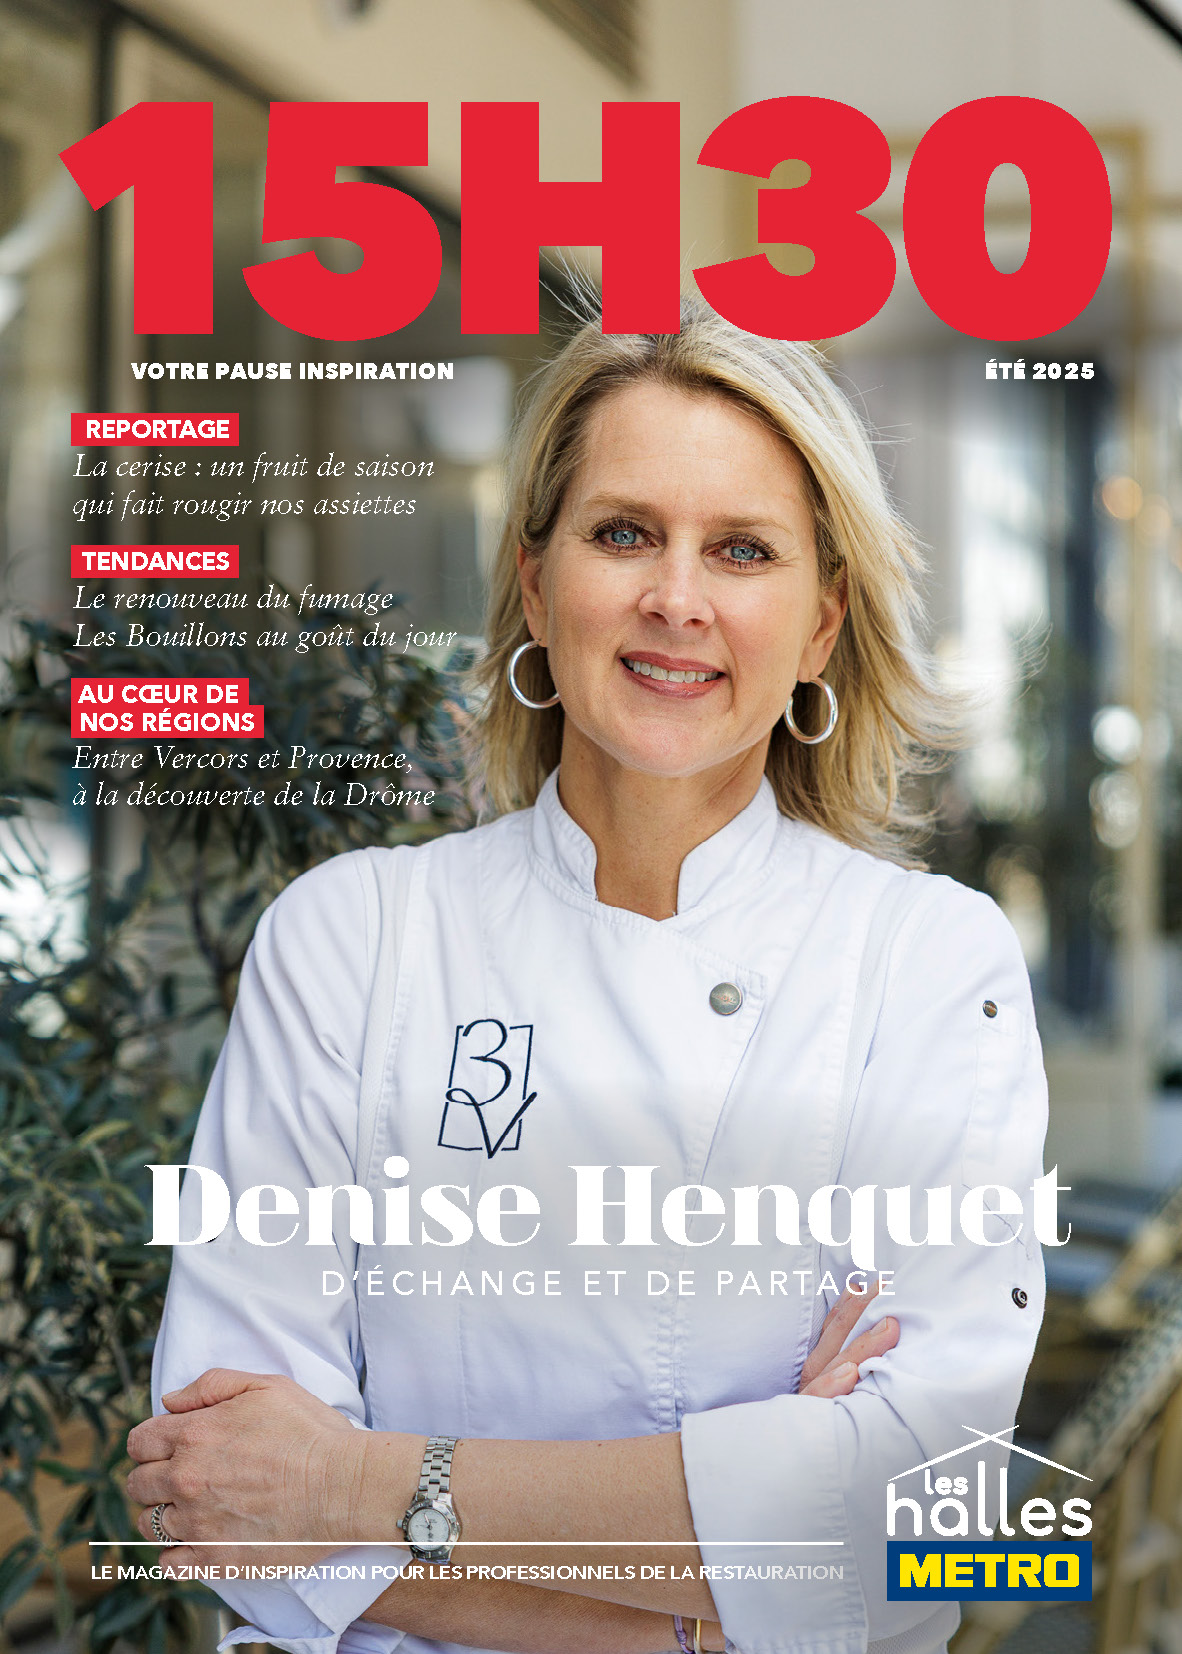 15H30
VOTRE PAUSE INSPIRATION
ÉTÉ 2025
REPORTAGE
La cerise : un fruit de saison
qui fait rougir nos assiettes
TENDANCES
Le renouveau du fumage
Les Bouillons au goût du jour
AU CŒUR DE
NOS RÉGIONS
Entre Vercors et Provence,
à la découverte de la Drôme
3
V
Denise Henquet
D'ÉCHANGE ET DE PARTAGE
les
halles
METRO
LE MAGAZINE D'INSPIRATION POUR LES PROFESSIONNELS DE LA RESTAURATION